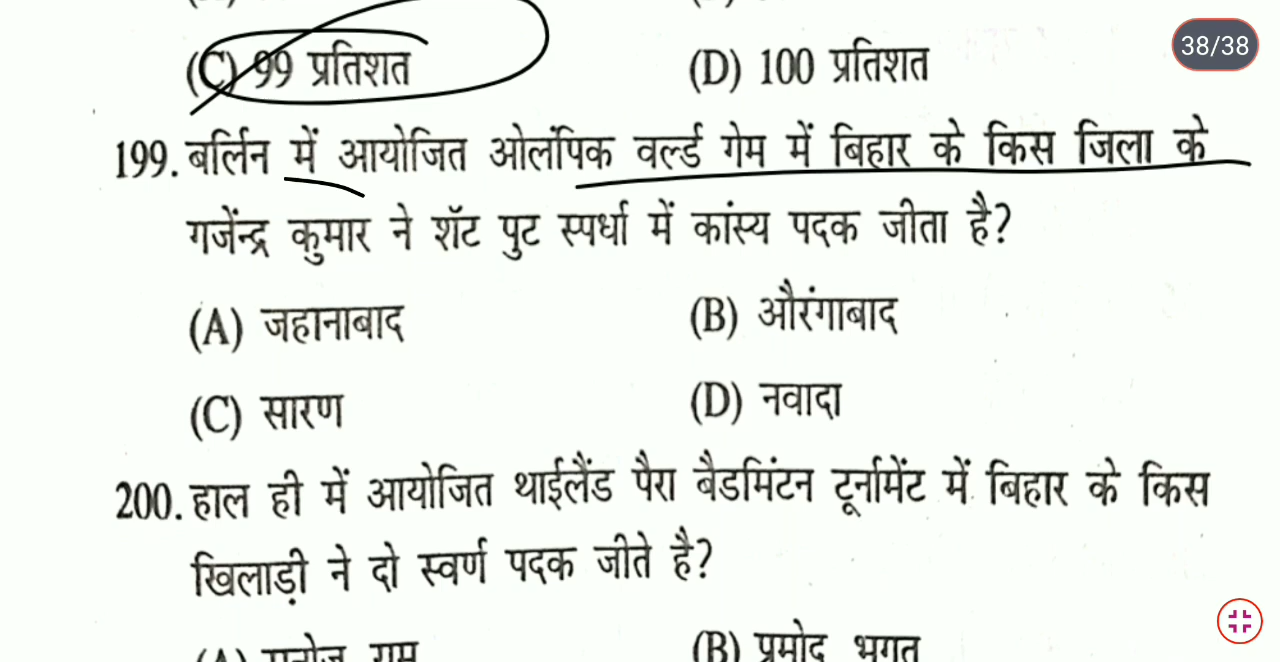 (C) 99 प्रतिशत
(D) 100 प्रतिशत
38/38
199. बर्लिन में आयोजित ओलंपिक वर्ल्ड गेम में बिहार के किस जिला के
गजेंद्र कुमार ने शॅट पुट स्पर्धा में कांस्य पदक जीता है?
(A) जहानाबाद
(B) औरंगाबाद
(C) सारण
(D) नवादा
200. हाल ही में आयोजित थाईलैंड पैरा बैडमिंटन टूर्नामेंट में बिहार के किस
खिलाड़ी ने दो स्वर्ण पदक जीते है?
(B) प्रमोद भगत